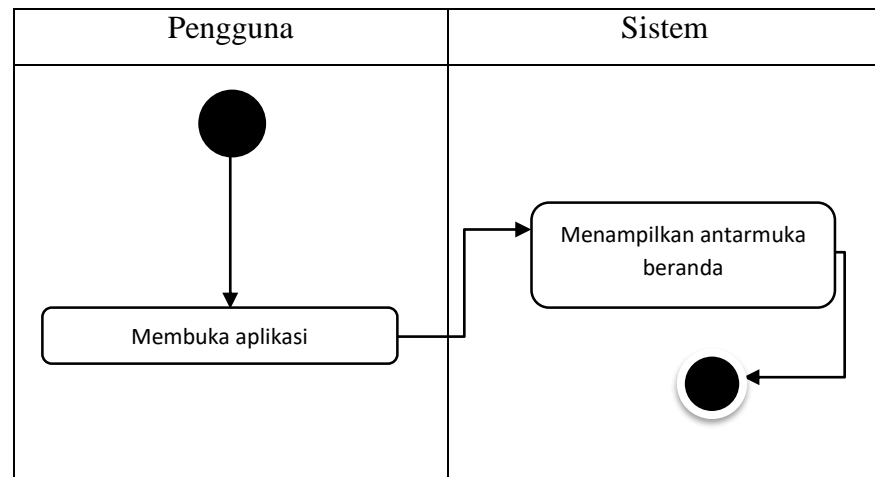 Pengguna
Sistem
Menampilkan antarmuka
beranda
Membuka aplikasi